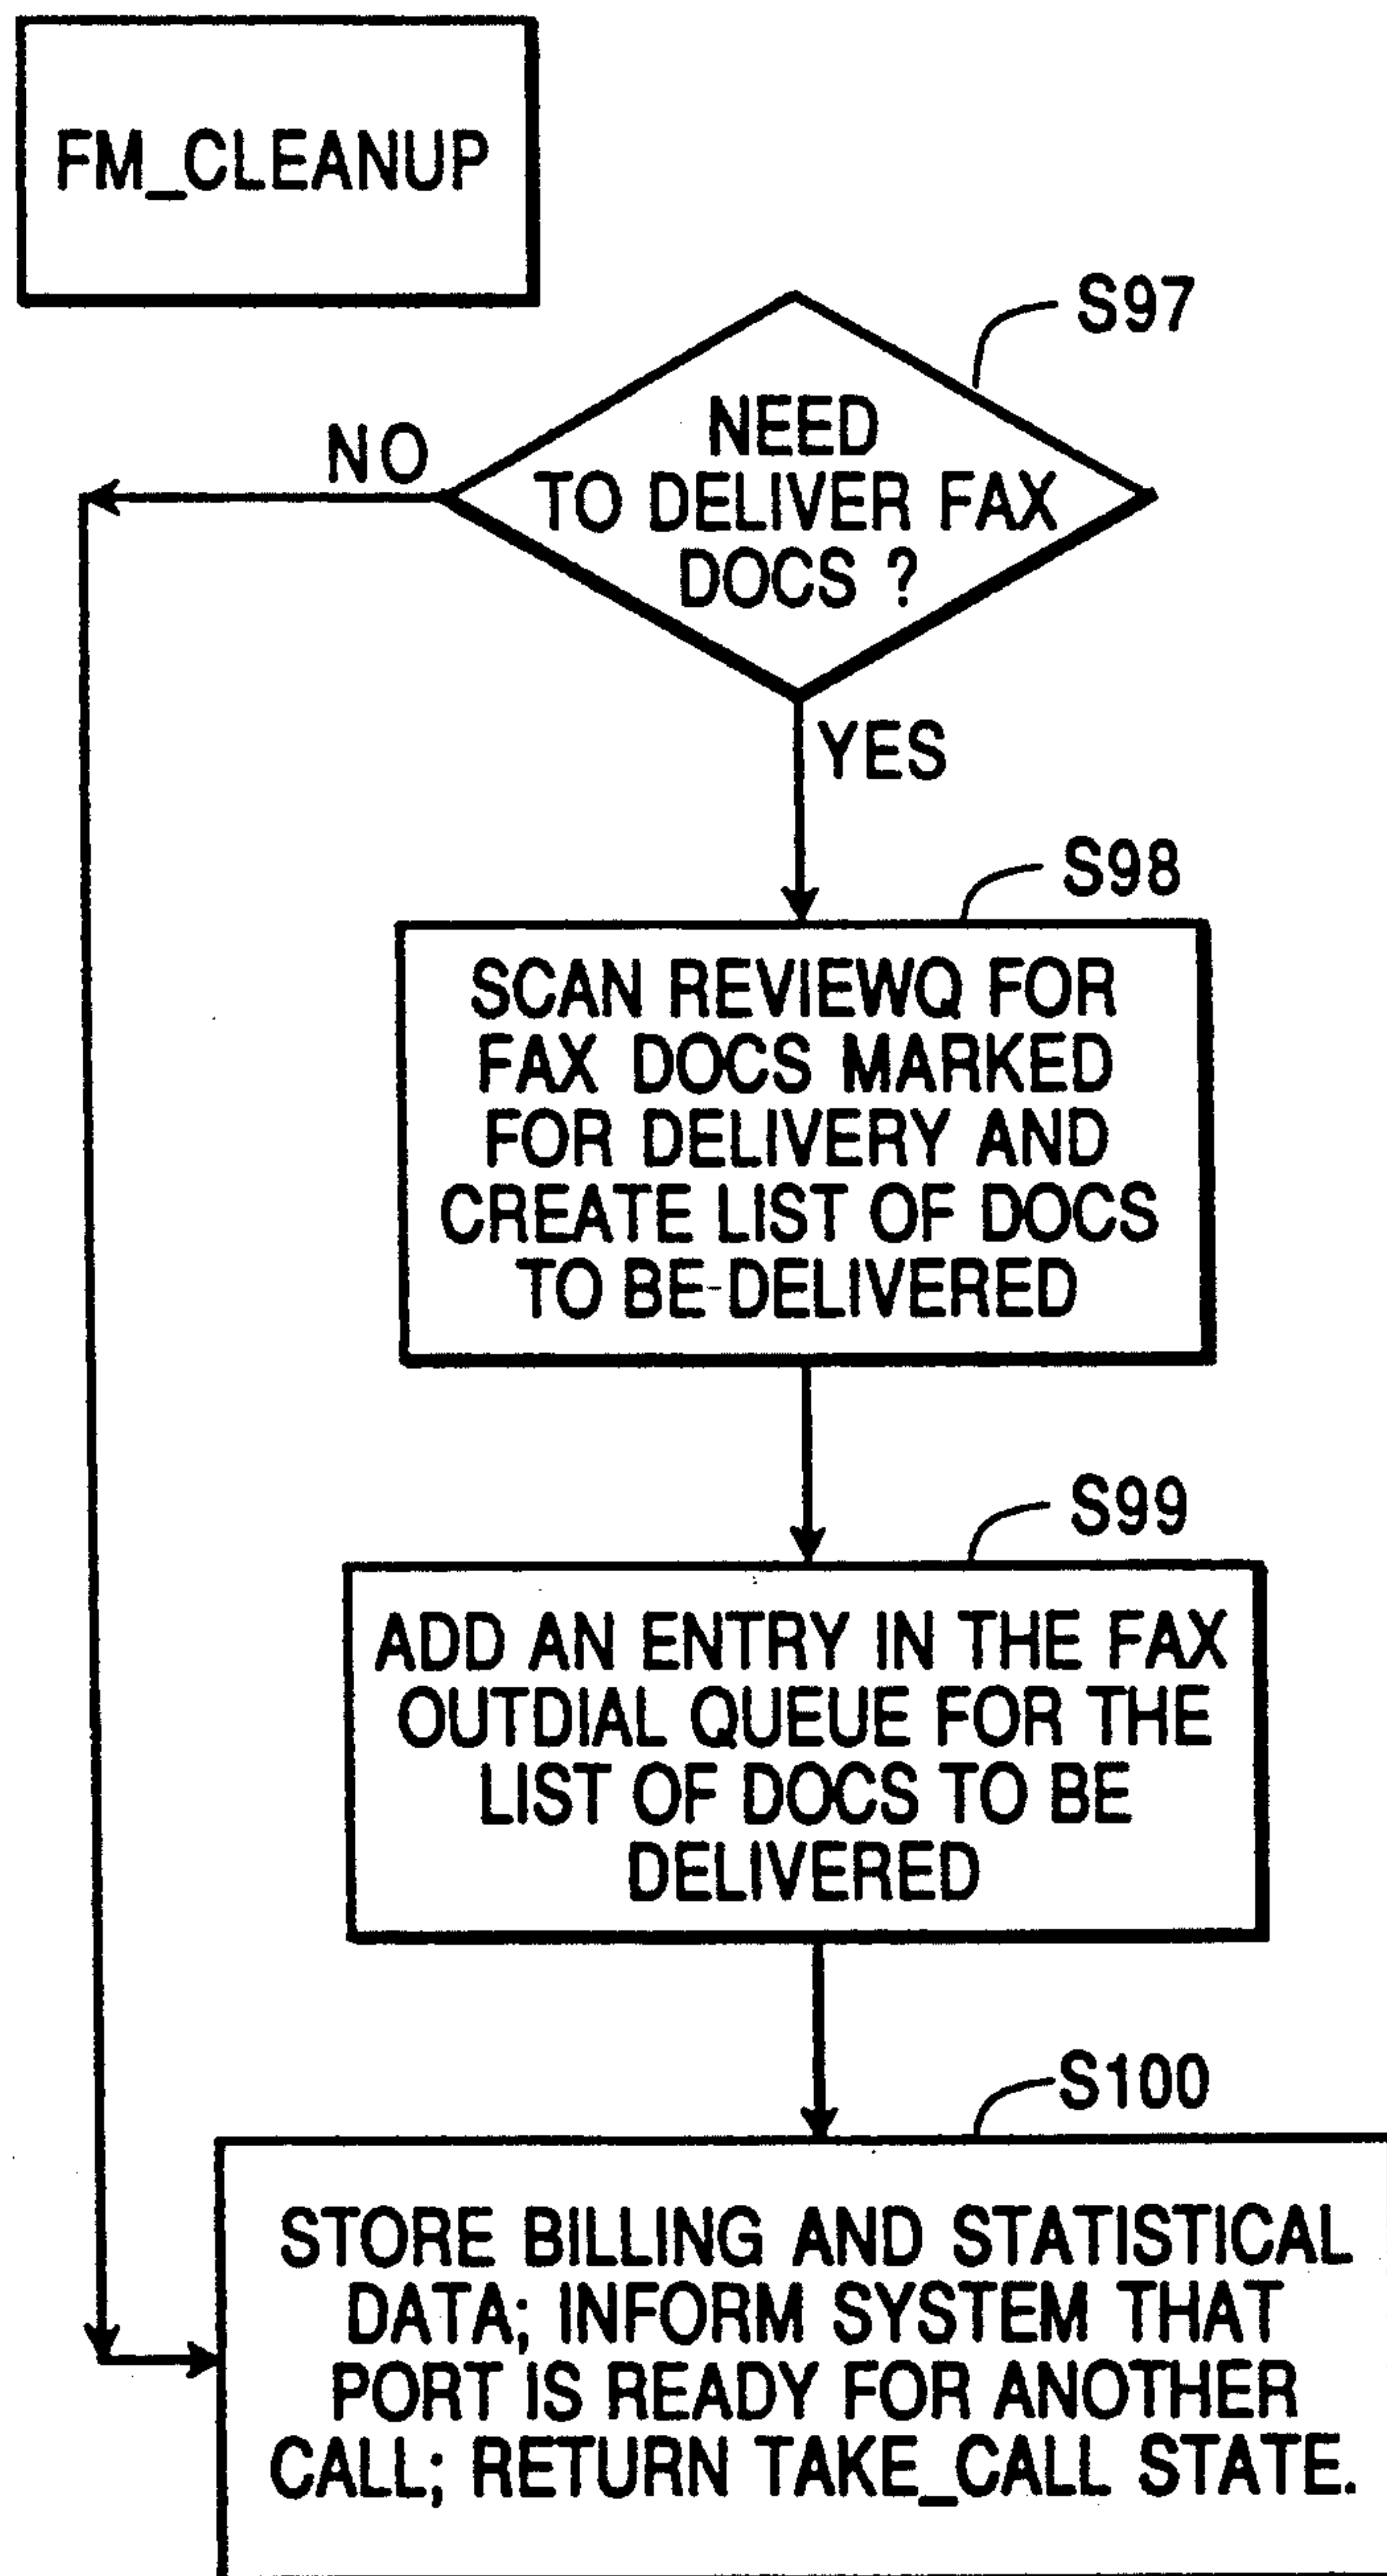 FM_CLEANUP
S97
NEED
TO DELIVER FAX
DOCS ?
NO
YES
S98
SCAN REVIEWQ FOR
FAX DOCS MARKED
FOR DELIVERY AND
CREATE LIST OF DOCS
TO BE DELIVERED
S99
ADD AN ENTRY IN THE FAX
OUTDIAL QUEUE FOR THE
LIST OF DOCS TO BE
DELIVERED
S100
STORE BILLING AND STATISTICAL
DATA; INFORM SYSTEM THAT
PORT IS READY FOR ANOTHER
CALL; RETURN TAKE_CALL STATE.